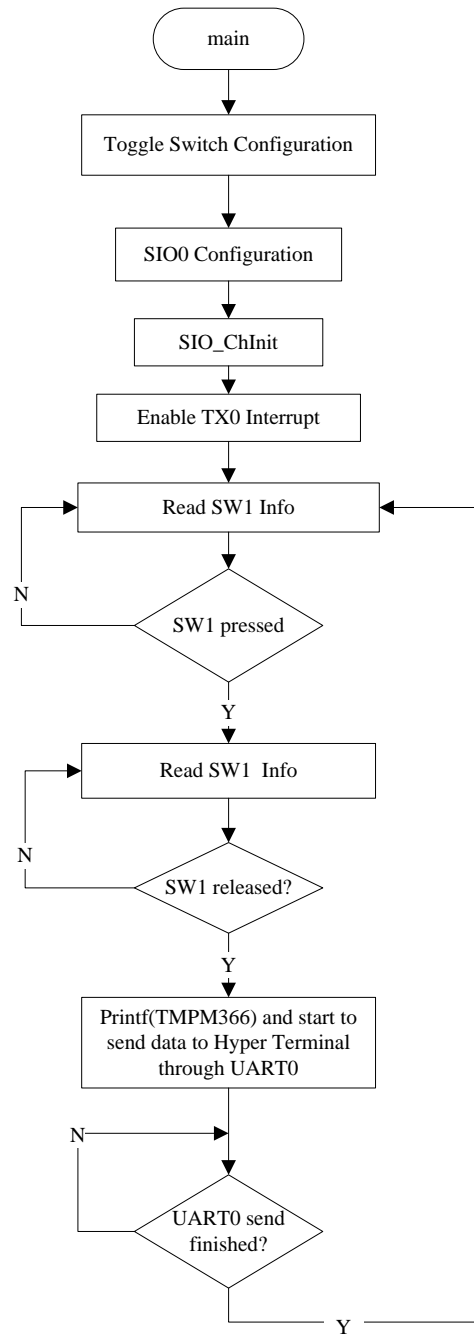 main
Toggle Switch Configuration
SIO0 Configuration
SIO_ChInit
Enable TX0 Interrupt
Read SW1 Info
N
SW1 pressed
Y
Read SW1  Info
N
SW1 released?
Y
Printf(TMPM366) and start to
send data to Hyper Terminal
through UART0
N
UART0 send
finished?
Y